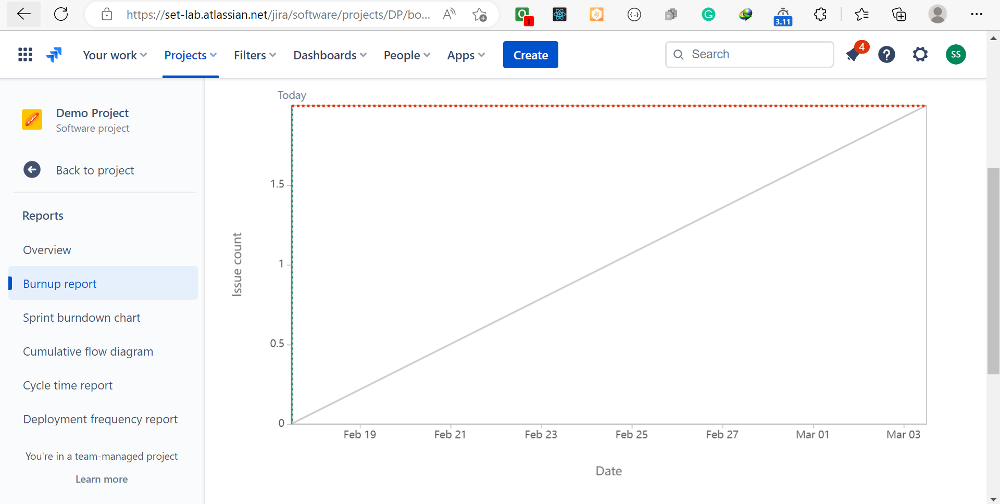 https://set-lab.atlassian.net/jira/software/projects/DP/bo...
1
3.11
Your work
Projects
Filters
Dashboards
People
Apps
Create
Search
4
SS
Demo Project
Software project
Back to project
Reports
Overview
Burnup report
Sprint burndown chart
Cumulative flow diagram
Cycle time report
Deployment frequency report
You're in a team-managed project
Learn more
Today
1.5
1
0.5
0
Issue count
Feb 19
Feb 21
Feb 23
Feb 25
Feb 27
Mar 01
Mar 03
Date